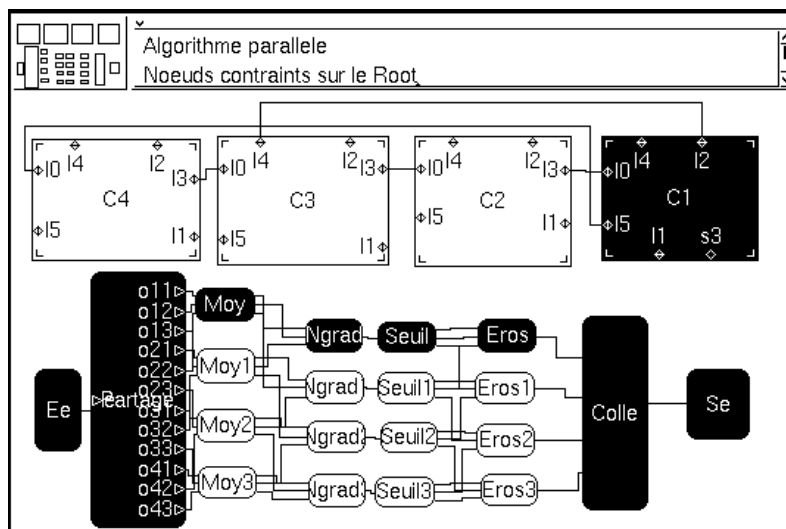 Algorithme parallele
Noeuds contraints sur le Root
I4 I2 I4 I2 I4 I2 I4 I2
I0 I3 I0 I3 I0 I3 I0
C4 C3 C2 C1
I5 I1 I5 I1 I5 I1 I5
I1 s3
o11
o12 Moy
o13 Ngrad Seuil Eros
o21
o22 Moy1
o23 Ngrad Seuil1 Eros1
Ee Colle Se
o32 Moy2 Ngrad2 Seuil2 Eros2
o33
o41 Moy3
o42 Ngrad Seuil3 Eros3
o43